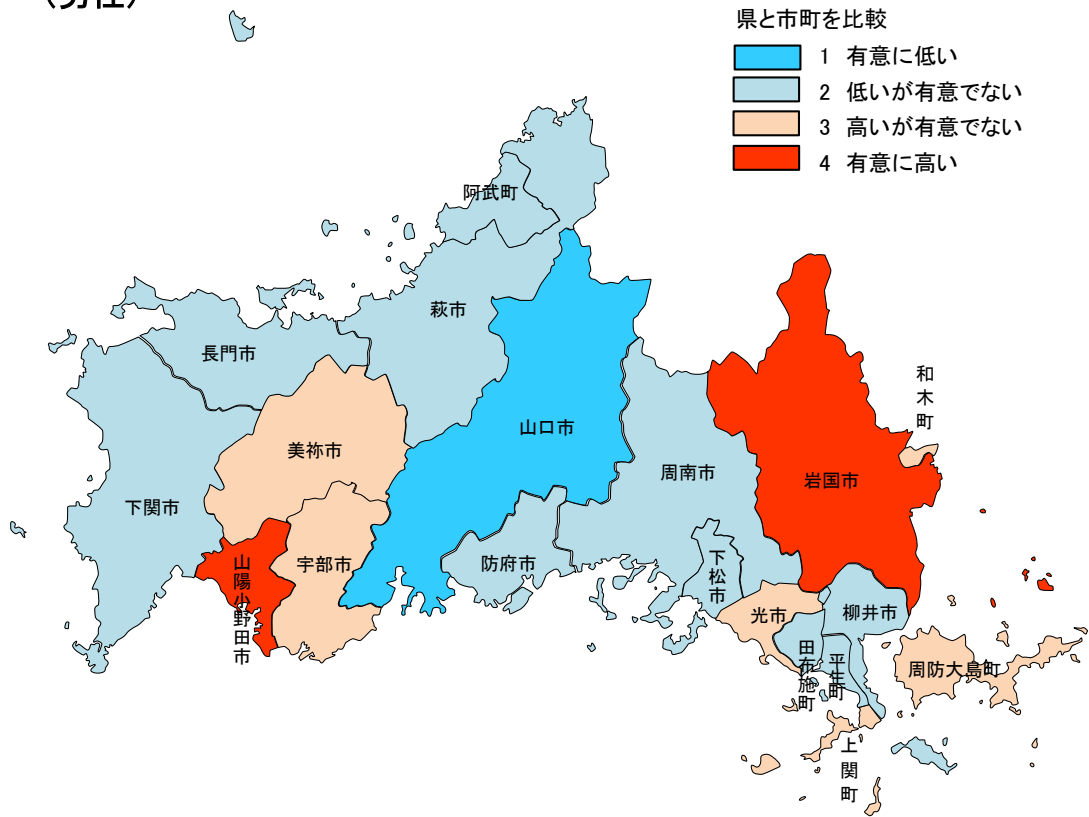 (男性)
県と市町を比較
1 有意に低い
2 低いが有意でない
3 高いが有意でない
4 有意に高い
阿武町
萩市
長門市
和木町
山口市
美祢市
周南市
岩国市
下関市
宇部市
防府市
山陽小野田市
下松市
光市
柳井市
田布施町
平生町
周防大島町
上関町